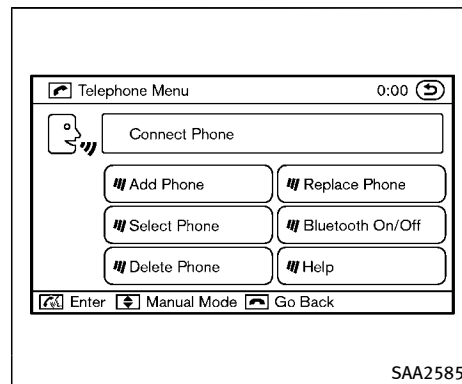 Telephone Menu 0:00
Connect Phone
Add Phone
Replace Phone
Select Phone
Bluetooth On/Off
Delete Phone
Help
Enter Manual Mode Go Back
SAA2585